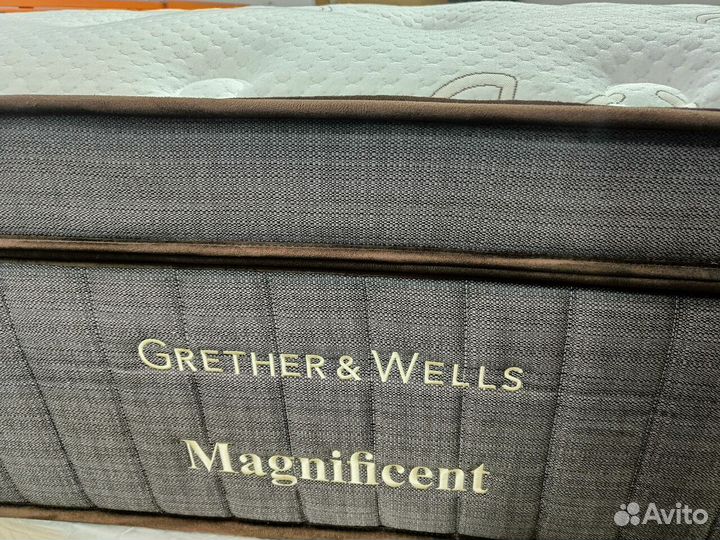 GRETHER & WELLS
Magnificent
Avito